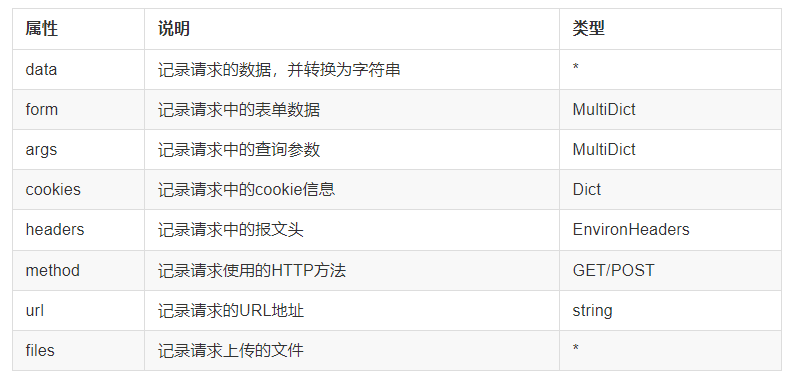 属性 说明 类型
data 记录请求的数据，并转换为字符串 *
form 记录请求中的表单数据 MultiDict
args 记录请求中的查询参数 MultiDict
cookies 记录请求中的cookie信息 Dict
headers 记录请求中的报文头 EnvironHeaders
method 记录请求使用的HTTP方法 GET/POST
url 记录请求的URL地址 string
files 记录请求上传的文件 *